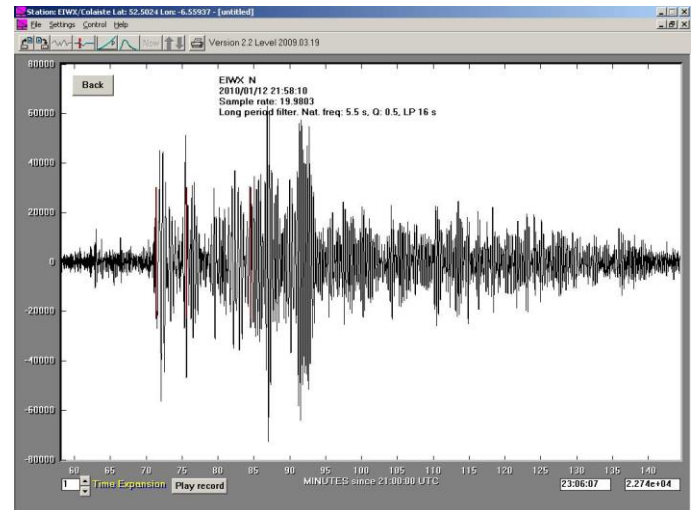 Station: EIWX/Colaiste Lat: 52.5024 Lon: -6.55937 - [untitled]
File Settings Control Help
Now Version 2.2 Level 2009.03.19
Back
EIWX N
2010/01/12 21:58:10
Sample rate: 19.9803
Long period filter. Nat. freq: 5.5 s, Q: 0.5, LP 16 s
80000
60000
40000
20000
0
-20000
-40000
-60000
-80000
60 65 70 75 80 85 90 95 100 105 110 115 120 125 130 135 140
1 Time Expansion Play record MINUTES since 21:00:00 UTC 23:06:07 2.274e+04